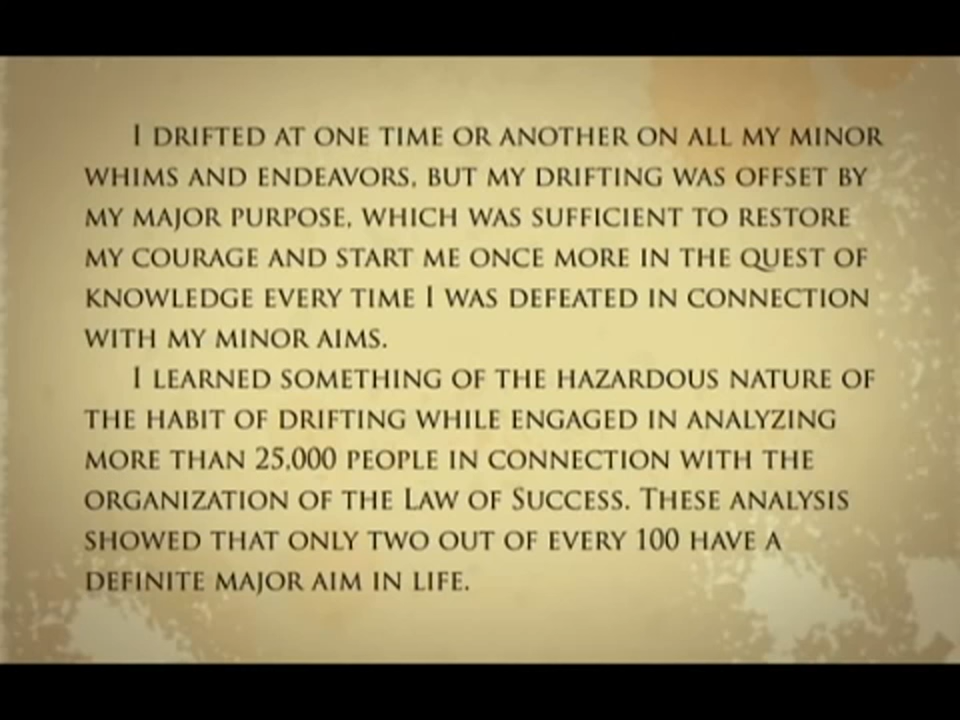 I DRIFTED AT ONE TIME OR ANOTHER ON ALL MY MINOR
WHIMS AND ENDEAVORS, BUT MY DRIFTING WAS OFFSET BY
MY MAJOR PURPOSE, WHICH WAS SUFFICIENT TO RESTORE
MY COURAGE AND START ME ONCE MORE IN THE QUEST OF
KNOWLEDGE EVERY TIME I WAS DEFEATED IN CONNECTION
WITH MY MINOR AIMS.
I LEARNED SOMETHING OF THE HAZARDOUS NATURE OF
THE HABIT OF DRIFTING WHILE ENGAGED IN ANALYZING
MORE THAN 25,000 PEOPLE IN CONNECTION WITH THE
ORGANIZATION OF THE LAW OF SUCCESS. THESE ANALYSIS
SHOWED THAT ONLY TWO OUT OF EVERY 100 HAVE A
DEFINITE MAJOR AIM IN LIFE.